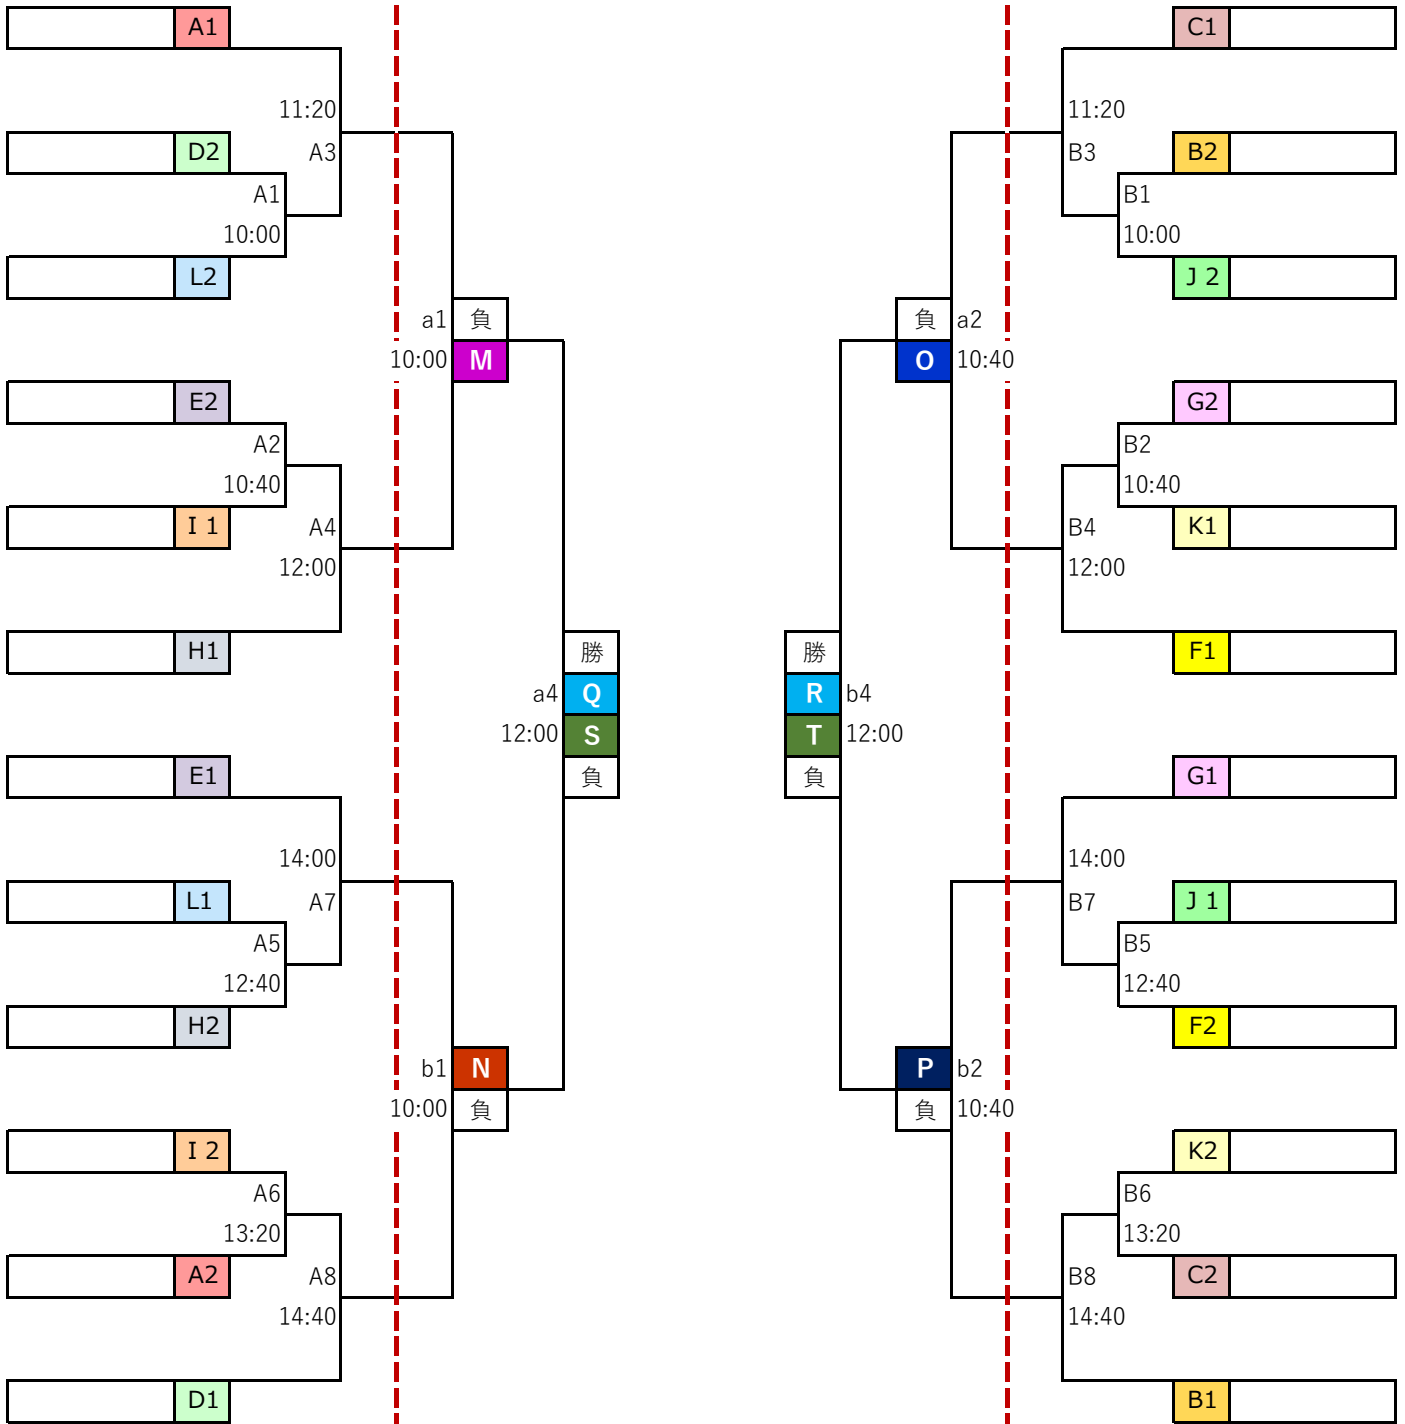 A1
11:20
D2
A3
A1
10:00
L2
a1 負
10:00 M
E2
A2
10:40
I 1
A4
12:00
H1
勝
a4 Q
12:00 S
負
E1
14:00
L1
A7
A5
12:40
H2
b1 N
10:00 負
I 2
A6
13:20
A2
A8
14:40
D1
C1
11:20
B3
B2
B1
10:00
J 2
負 a2
O 10:40
G2
B2
10:40
B4
K1
12:00
F1
勝
R b4
T 12:00
負
G1
14:00
B7
J 1
B5
12:40
F2
P b2
負 10:40
K2
B6
13:20
B8
C2
14:40
B1